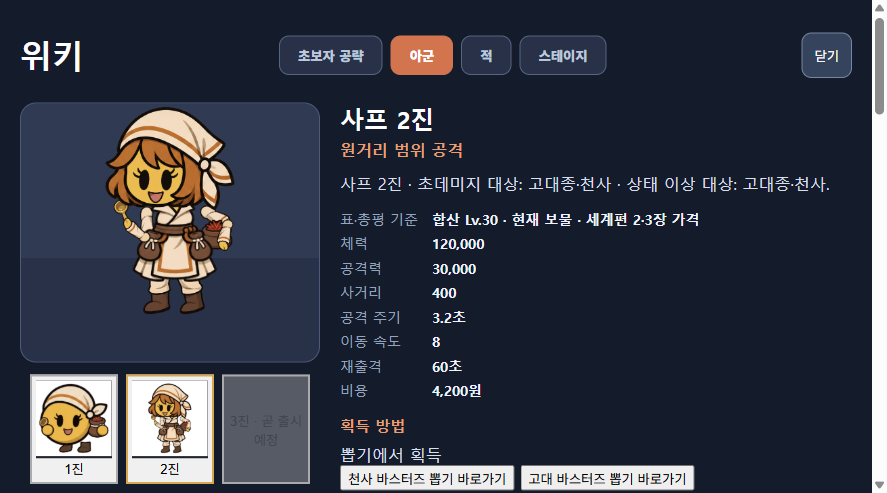 위키
초보자 공략
아군
적
스테이지
닫기
사프 2진
원거리 범위 공격
사프 2진 · 초데미지 대상: 고대종·천사 · 상태 이상 대상: 고대종·천사.
표·총평 기준 합산 Lv.30 · 현재 보물 · 세계편 2·3장 가격
체력 120,000
공격력 30,000
사거리 400
공격 주기 3.2초
이동 속도 8
재출격 60초
비용 4,200원
획득 방법
뽑기에서 획득
천사 바스터즈 뽑기 바로가기
고대 바스터즈 뽑기 바로가기
1진
2진
3진 · 곧 출시
예정